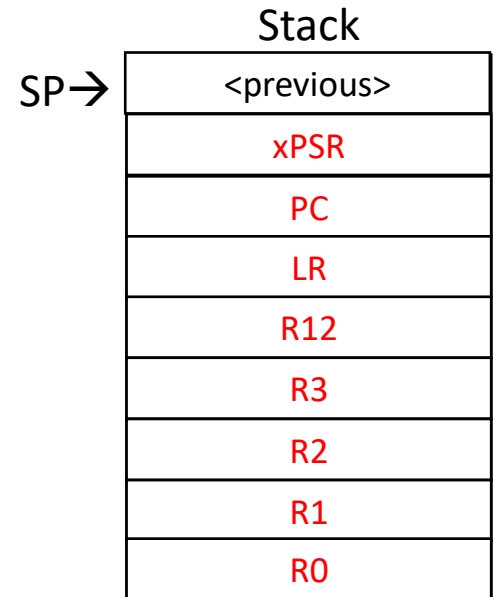 Stack
SP→ <previous>
xPSR
PC
LR
R12
R3
R2
R1
R0